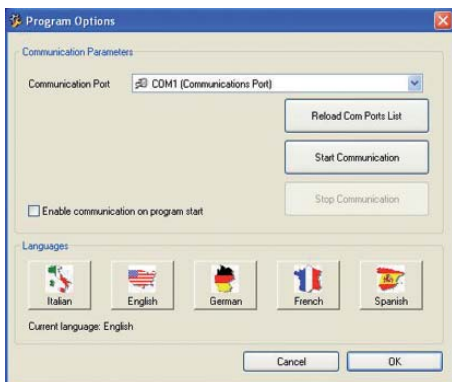 Program Options
Communication Parameters
Communication Port
COM1 (Communications Port)
Reload Com Ports List
Start Communication
Stop Communication
Enable communication on program start
Languages
Italian English German French Spanish
Current language: English
Cancel OK